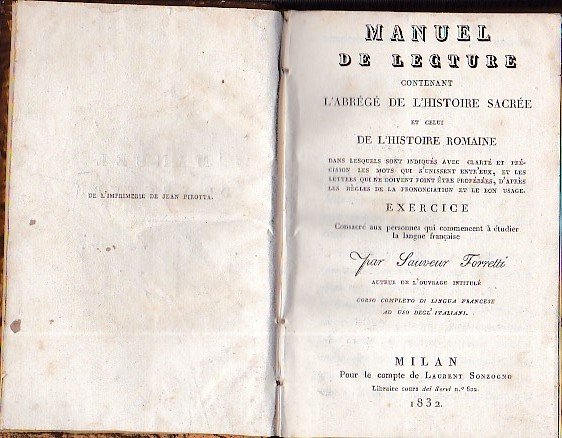 DE L'IMPRIMERIE DE JEAN PIROTTA.
MANUEL
DE LECTURE
CONTENANT
L'ABRÉGÉ DE L'HISTOIRE SACRÉE
ET CELUI
DE L'HISTOIRE ROMAINE
DANS LESQUELS SONT INDIQUÉS AVEC CLARTÉ ET PRÉ-
CISION LES MOTS QUI S'UNISSENT ENTR'EUX, ET LES
LETTRES QUI NE DOIVENT POINT ÊTRE PROFÉRÉES, D'APRÈS
LES RÈGLES DE LA PRONONCIATION ET LE BON USAGE.
EXERCICE
Consacré aux personnes qui commencent à étudier
la langue française
par Sauveur Torretti
AUTEUR DE L'OUVRAGE INTITULÉ
CORSO COMPLETO DI LINGUA FRANCESE
AD USO DEGL' ITALIANI.
MILAN
Pour le compte de LAURENT SONZOGNO
Libraire cours del Servi n.º 602.
1832.